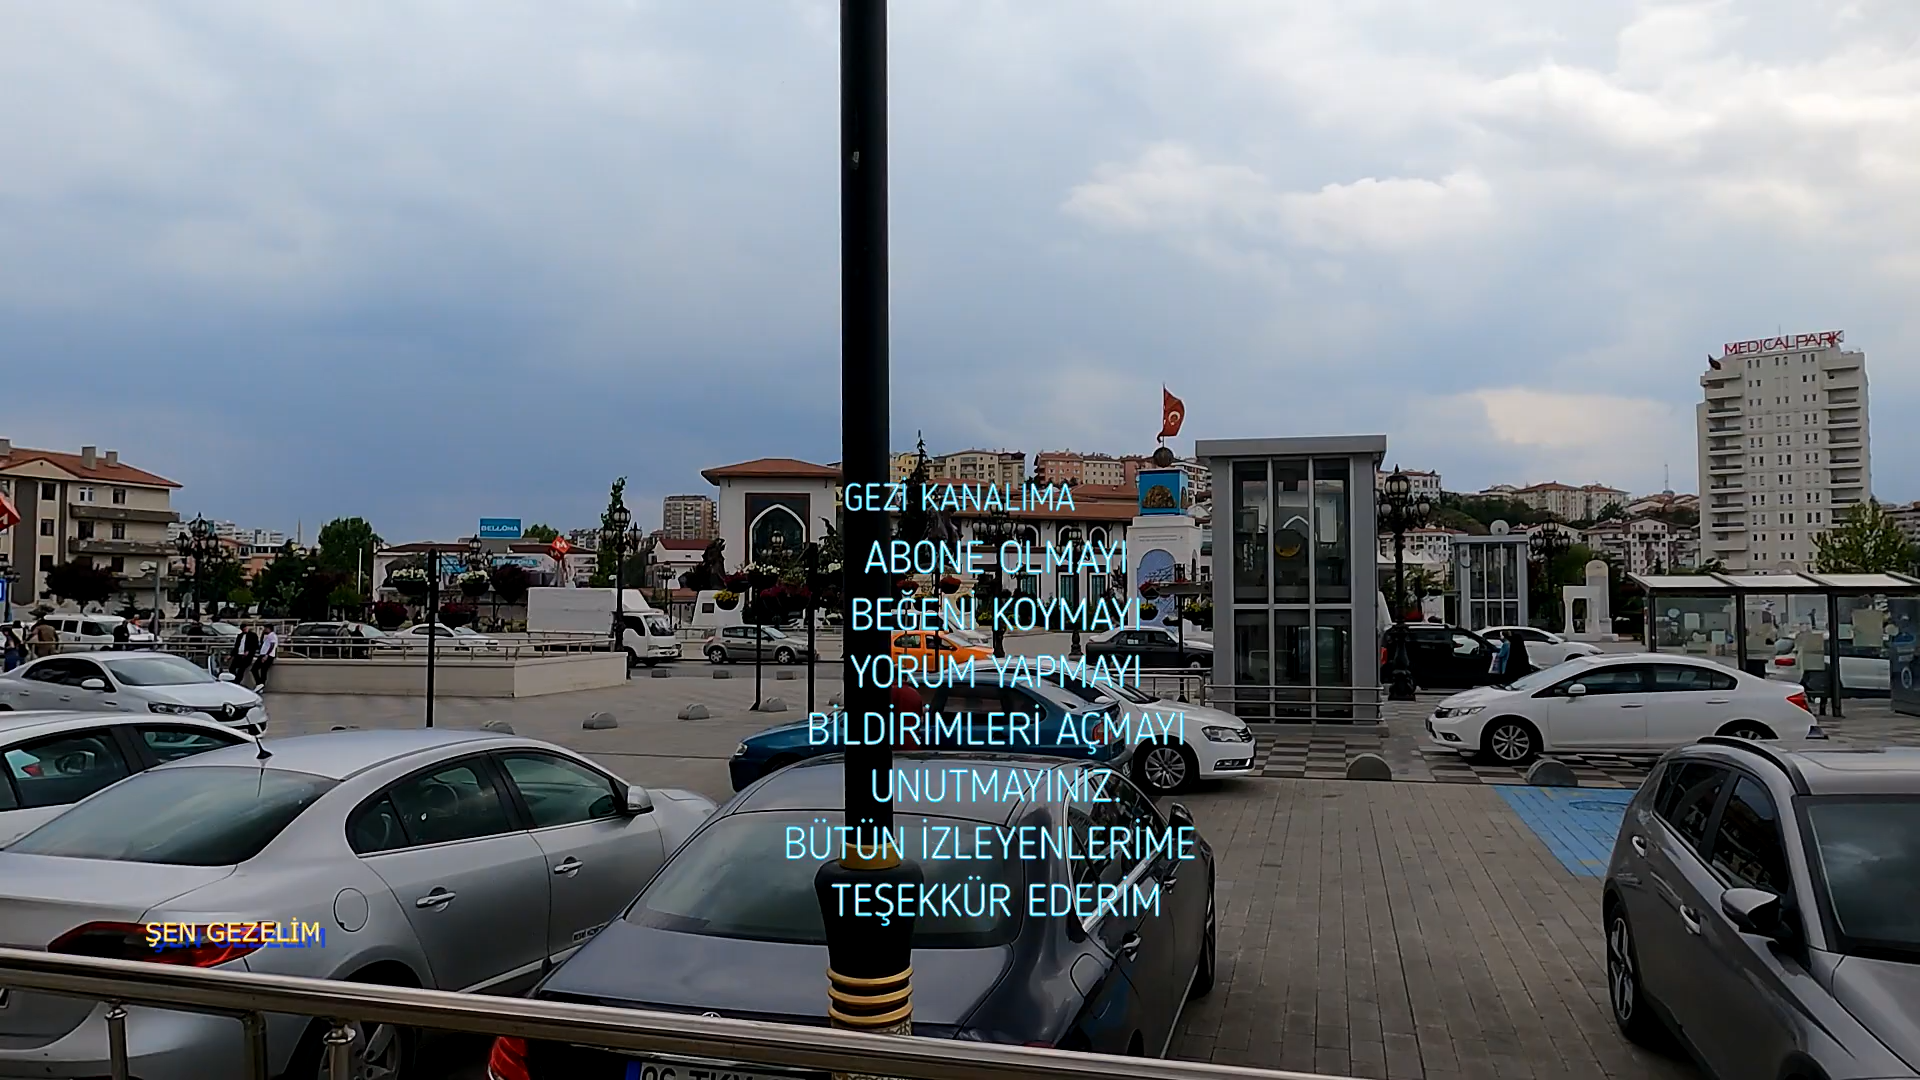 MEDICALPARK
BELLONA
GEZİ KANALIMA
ABONE OLMAYI
BEĞENİ KOYMAYI
YORUM YAPMAYI
BİLDİRİMLERİ AÇMAYI
UNUTMAYINIZ.
BÜTÜN İZLEYENLERİME
TEŞEKKÜR EDERİM
ŞEN GEZELİM